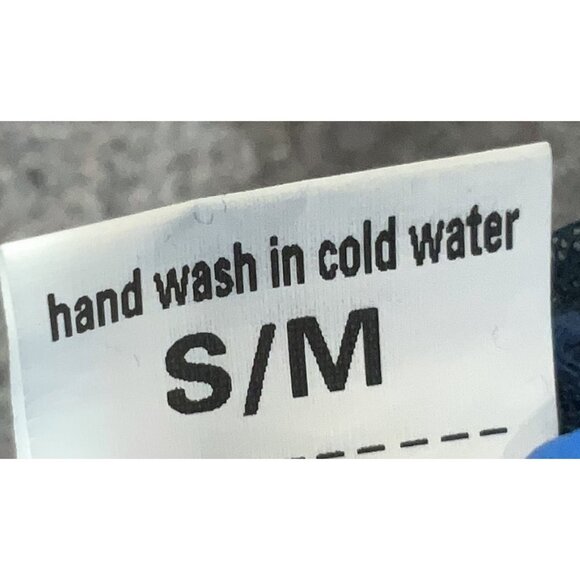 hand wash in cold water
S/M